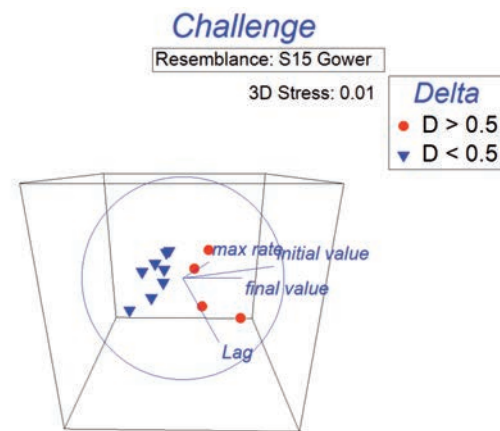 Challenge
Resemblance: S15 Gower
3D Stress: 0.01
Delta
D > 0.5
D < 0.5
max rate
initial value
final value
Lag